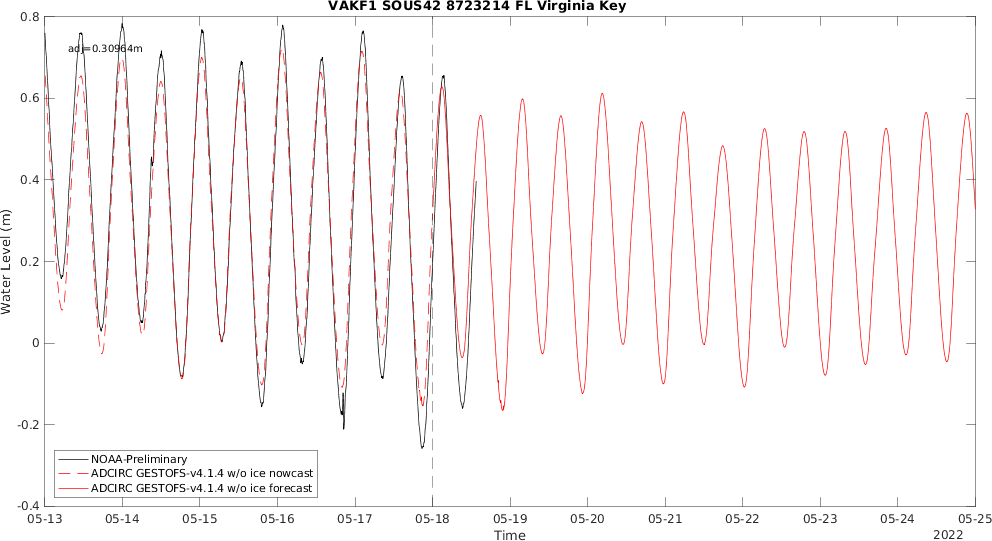 VAKF1 SOUS42 8723214 FL Virginia Key
adj=0.30964m
Water Level (m)
0.8
0.6
0.4
0.2
0
-0.2
-0.4
NOAA-Preliminary
ADCIRC GESTOFS-v4.1.4 w/o ice nowcast
ADCIRC GESTOFS-v4.1.4 w/o ice forecast
05-13 05-14 05-15 05-16 05-17 05-18 05-19 05-20 05-21 05-22 05-23 05-24 05-25
Time
2022